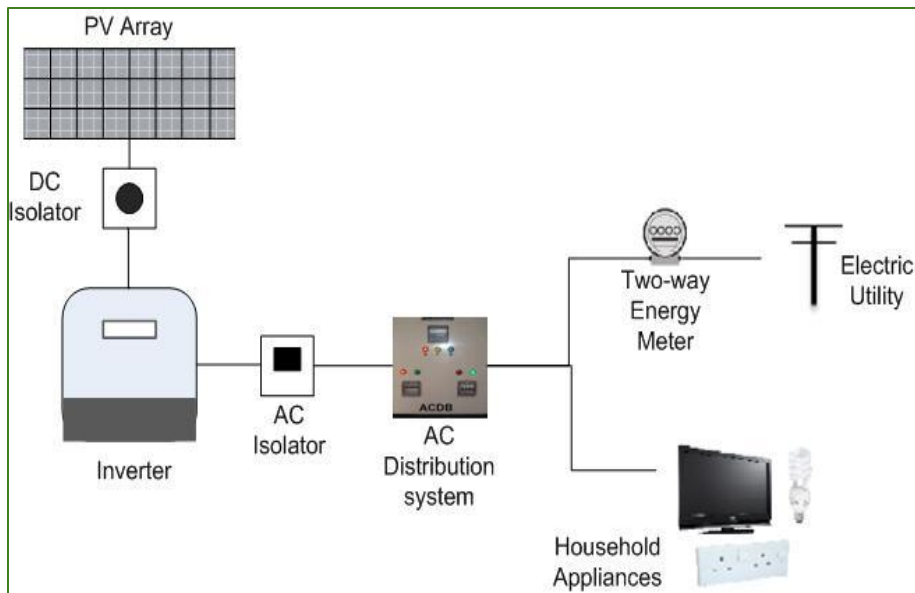 PV Array
DC
Isolator
Inverter
AC
Isolator
ACDB
AC
Distribution
system
Two-way
Energy
Meter
Electric
Utility
Household
Appliances